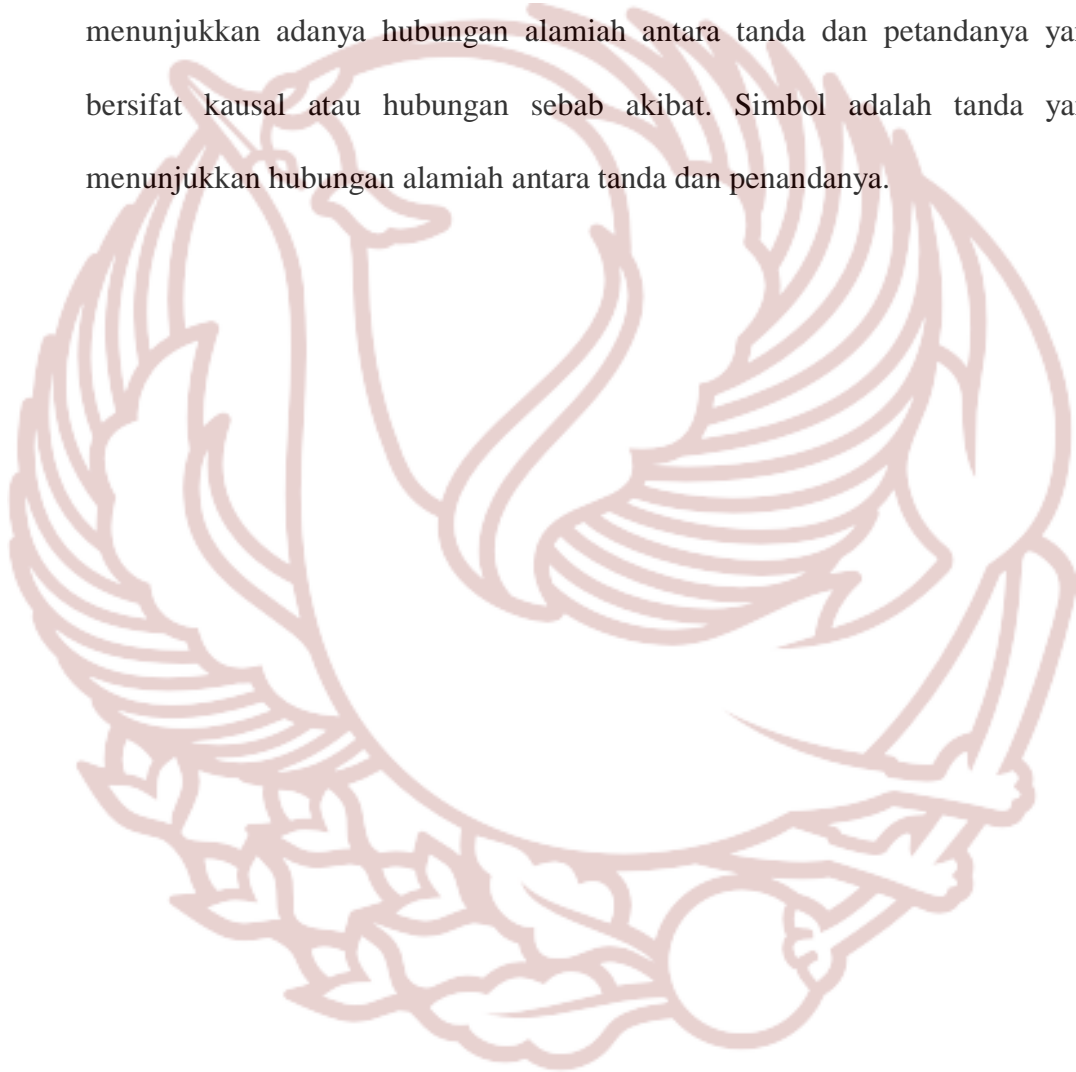 menunjukkan adanya hubungan alamiah antara tanda dan petandanya
bersifat kausal atau hubungan sebab akibat. Simbol adalah tanda
menunjukkan hubungan alamiah antara tanda dan penandanya.